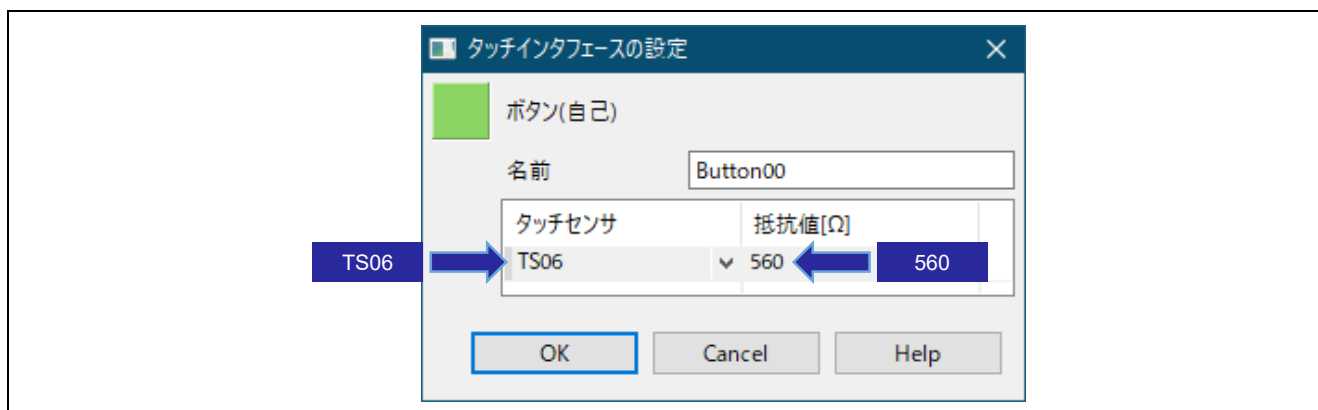 タッチインタフェースの設定
ボタン(自己)
名前 Button00
タッチセンサ 抵抗値[Ω]
TS06 TS06 560 560
OK Cancel Help